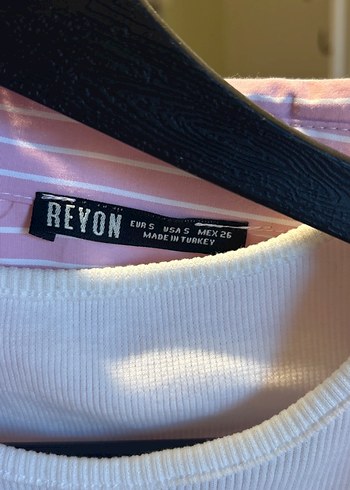 REYON
EUR S USA S MEX 26
MADE IN TURKEY